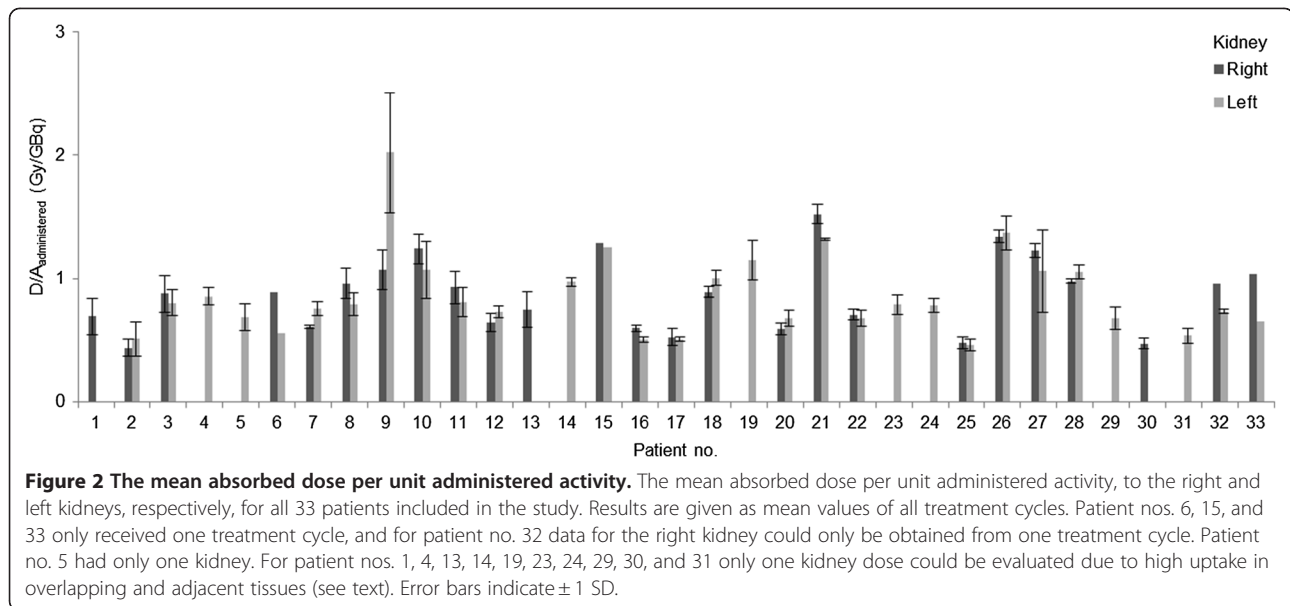 3
Kidney
Right
Left
2
1
0
D/Aadministered (Gy/GBq)
1 2 3 4 5 6 7 8 9 10 11 12 13 14 15 16 17 18 19 20 21 22 23 24 25 26 27 28 29 30 31 32 33
Patient no.
Figure 2 The mean absorbed dose per unit administered activity. The mean absorbed dose per unit administered activity, to the right and
left kidneys, respectively, for all 33 patients included in the study. Results are given as mean values of all treatment cycles. Patient nos. 6, 15, and
33 only received one treatment cycle, and for patient no. 32 data for the right kidney could only be obtained from one treatment cycle. Patient
no. 5 had only one kidney. For patient nos. 1, 4, 13, 14, 19, 23, 24, 29, 30, and 31 only one kidney dose could be evaluated due to high uptake in
overlapping and adjacent tissues (see text). Error bars indicate ± 1 SD.